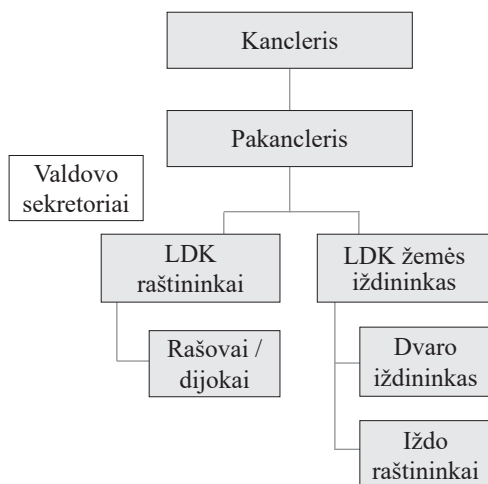 Kancleris
Pakancleris
Valdovo
sekretoriai
LDK
raštininkai
LDK žemės
iždininkas
Rašovai /
dijokai
Dvaro
iždininkas
Iždo
raštininkai